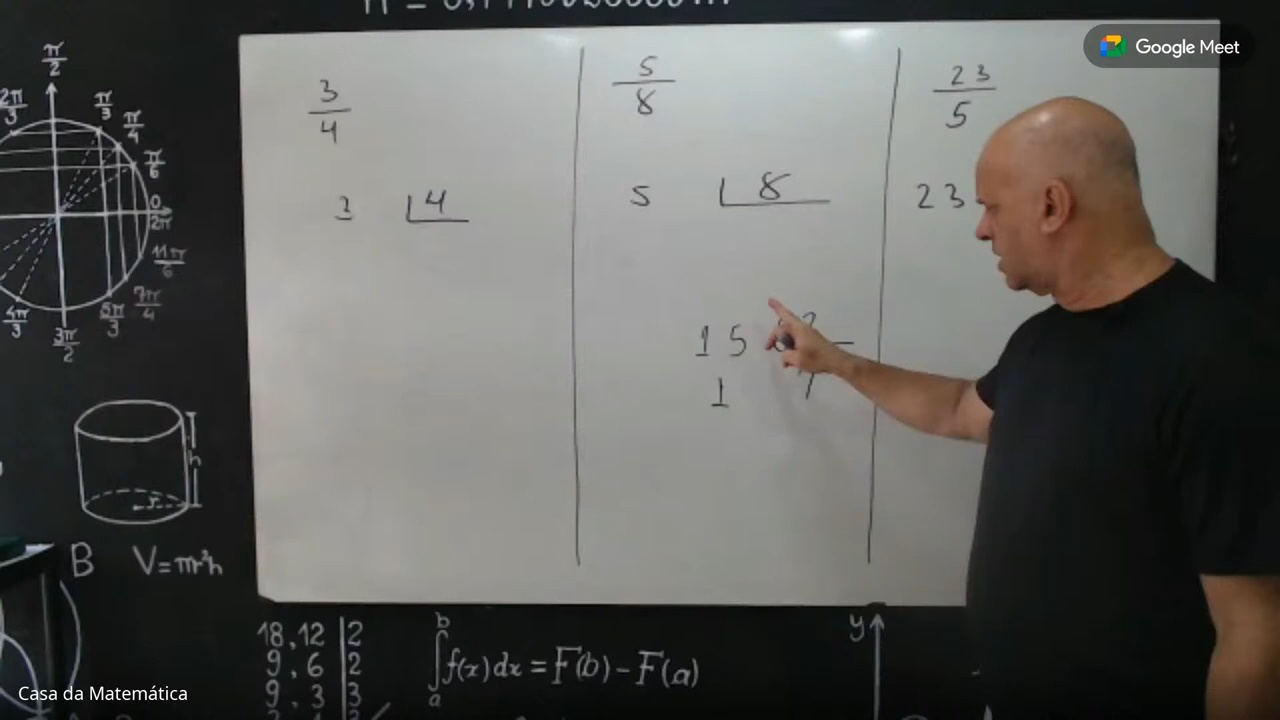 Google Meet
π/2
2π/3
π/3
π/4
π/6
0
2π
11π/6
7π/4
5π/3
3π/2
4π/3
3/4
3 4
5/8
5 8
1 5
1
23/5
23
h
r
B V=πr²h
18,12 | 2
9, 6 | 2
9, 3 | 3
b
∫f(x)dx = F(b) - F(a)
a
y
Casa da Matemática